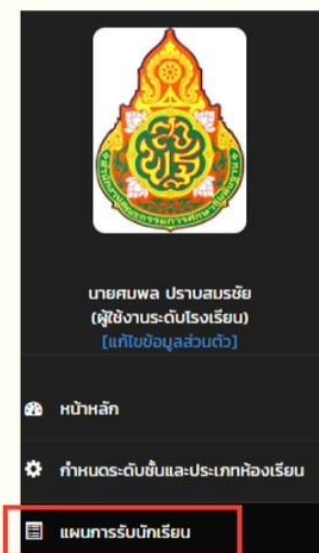 นายศมพล ปราบสมรชัย
(ผู้ใช้งานระดับโรงเรียน)
[แก้ไขข้อมูลส่วนตัว]
หน้าหลัก
กำหนดระดับชั้นและประเภทห้องเรียน
แผนการรับนักเรียน